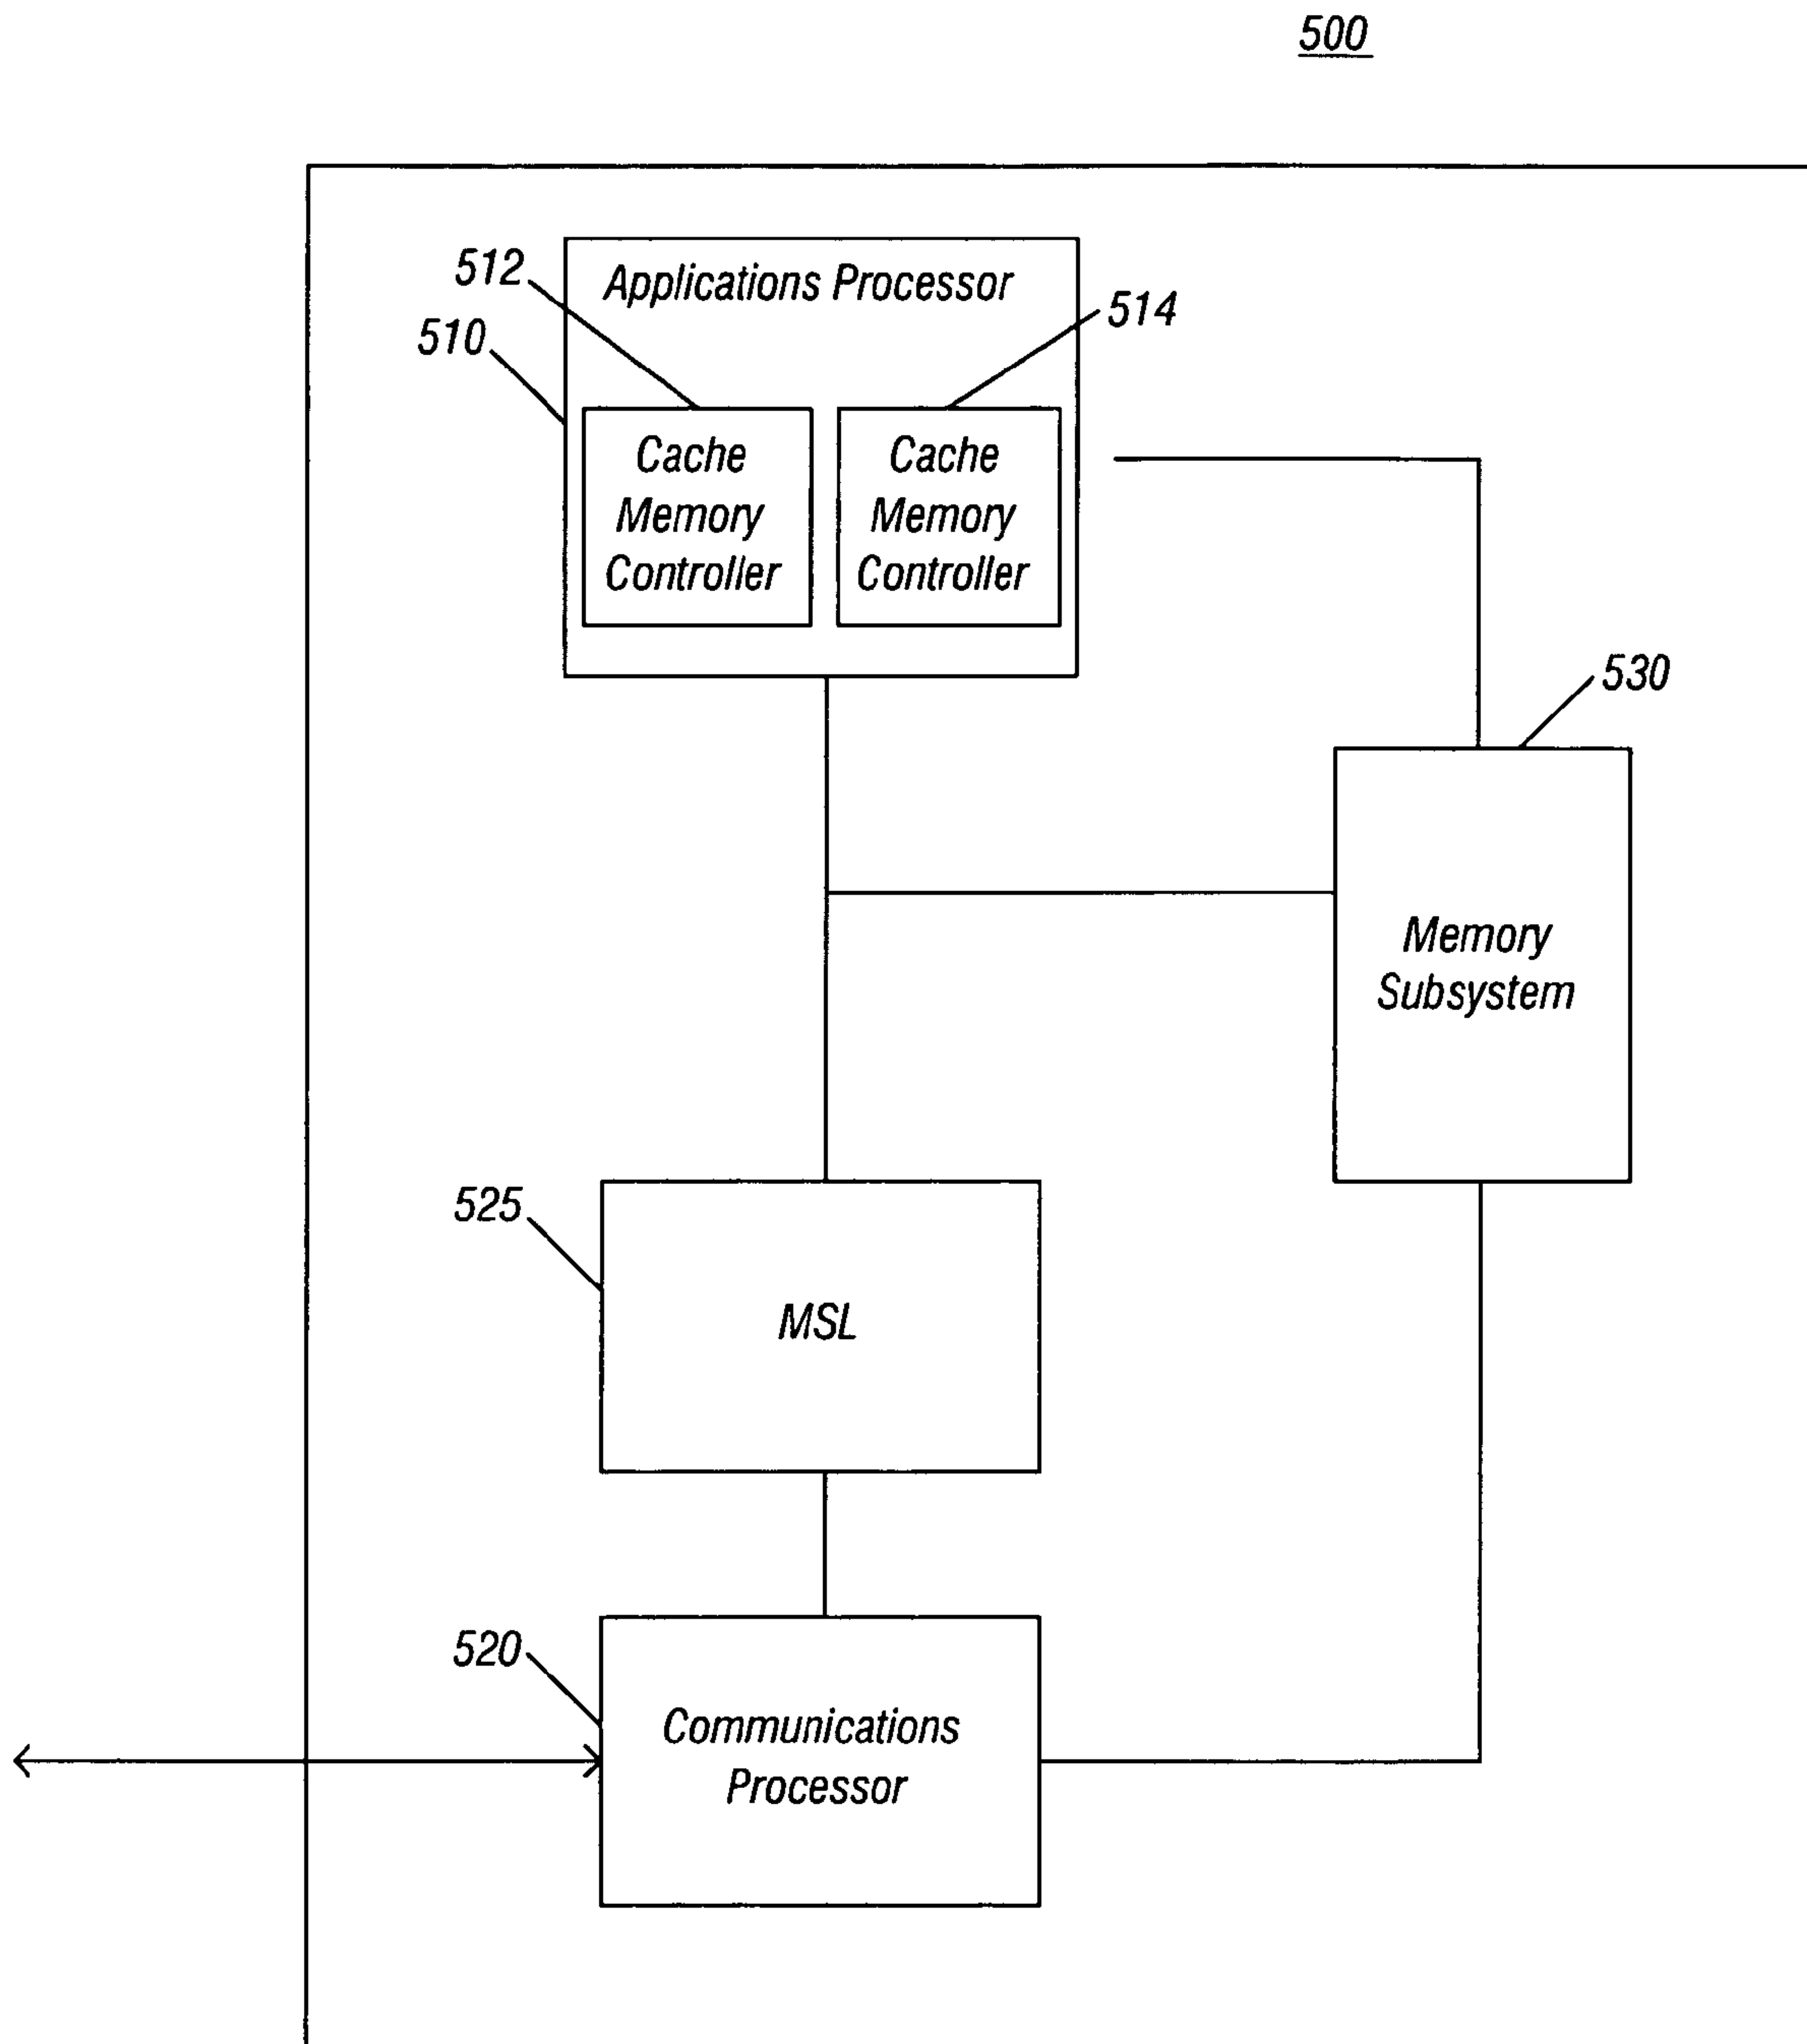 500
512
Applications Processor
514
510
Cache
Memory
Controller
Cache
Memory
Controller
530
Memory
Subsystem
525
MSL
520
Communications
Processor